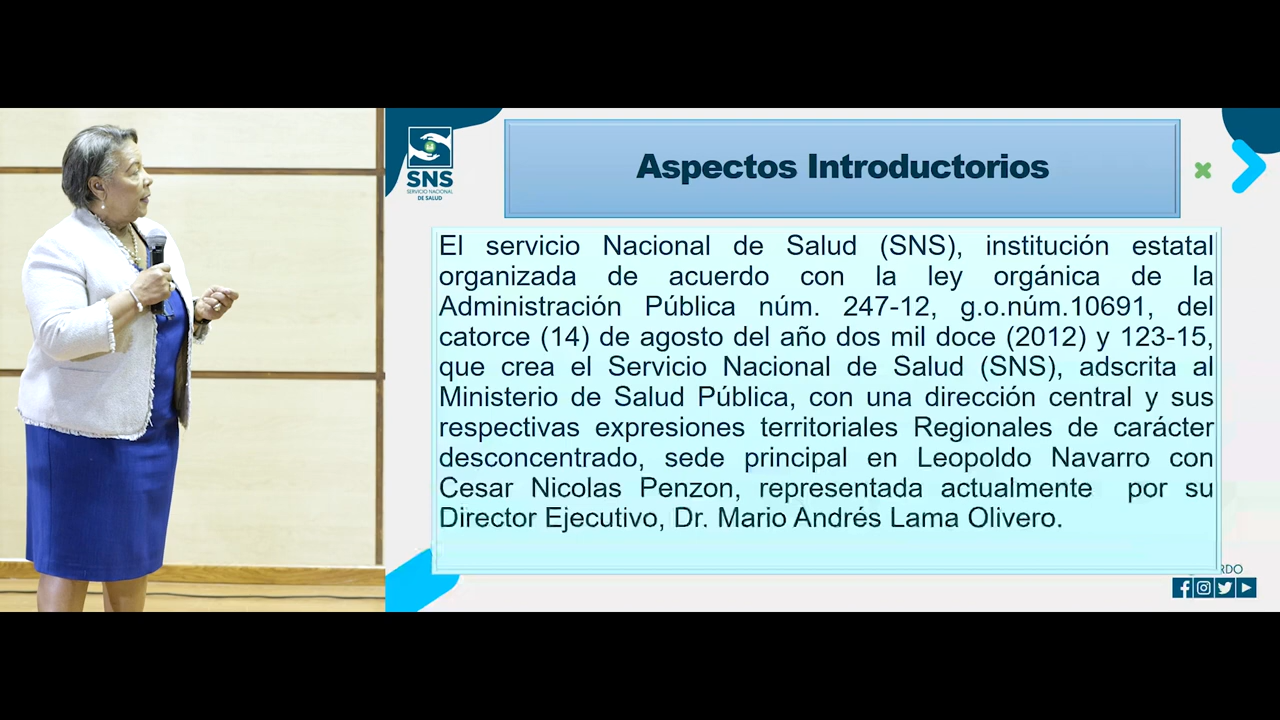 SNS
SERVICIO NACIONAL
DE SALUD
Aspectos Introductorios
El servicio Nacional de Salud (SNS), institución estatal
organizada de acuerdo con la ley orgánica de la
Administración Pública núm. 247-12, g.o.núm.10691, del
catorce (14) de agosto del año dos mil doce (2012) y 123-15,
que crea el Servicio Nacional de Salud (SNS), adscrita al
Ministerio de Salud Pública, con una dirección central y sus
respectivas expresiones territoriales Regionales de carácter
desconcentrado, sede principal en Leopoldo Navarro con
Cesar Nicolas Penzon, representada actualmente por su
Director Ejecutivo, Dr. Mario Andrés Lama Olivero.